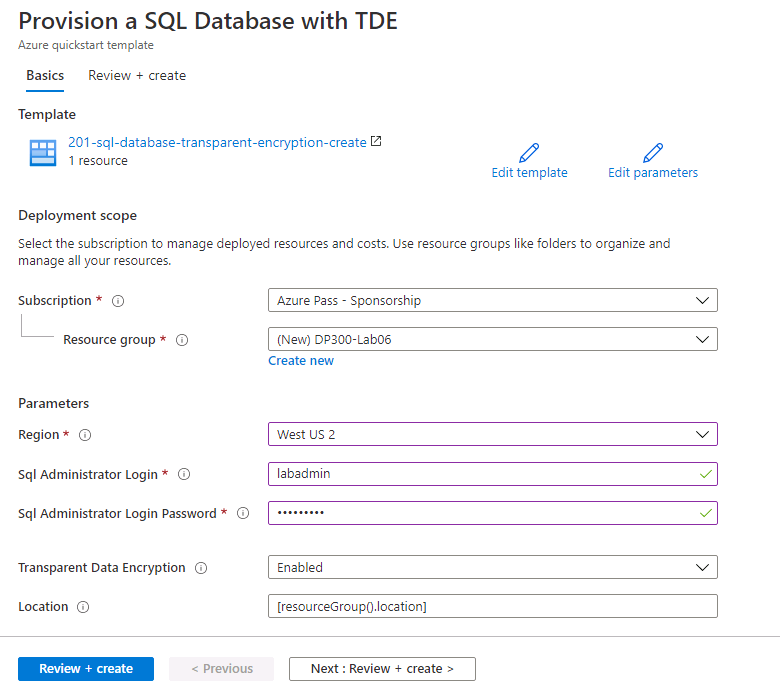 Provision a SQL Database with TDE
Azure quickstart template
Basics Review + create
Template
201-sql-database-transparent-encryption-create
1 resource
Edit template Edit parameters
Deployment scope
Select the subscription to manage deployed resources and costs. Use resource groups like folders to organize and
manage all your resources.
Subscription * Azure Pass - Sponsorship
Resource group * (New) DP300-Lab06
Create new
Parameters
Region * West US 2
Sql Administrator Login * labadmin
Sql Administrator Login Password * •••••••••
Transparent Data Encryption Enabled
Location [resourceGroup().location]
Review + create < Previous Next : Review + create >